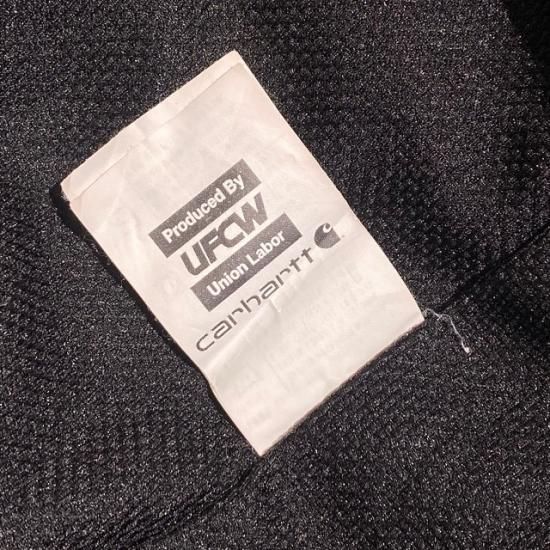 Produced By
UFCW
Union Labor
carhartt